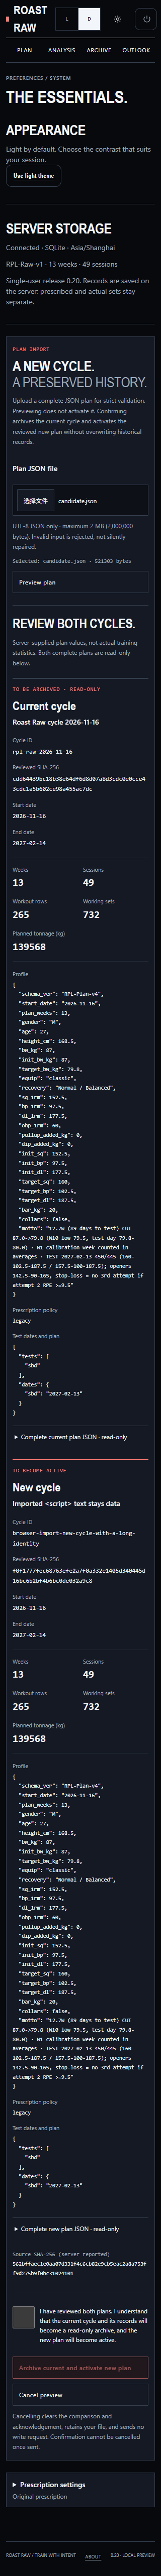 ROAST
RAW
L
D
PLAN
ANALYSIS
ARCHIVE
OUTLOOK
PREFERENCES / SYSTEM
THE ESSENTIALS.
APPEARANCE
Light by default. Choose the contrast that suits
your session.
Use light theme
SERVER STORAGE
Connected · SQLite · Asia/Shanghai
RPL-Raw-v1 · 13 weeks · 49 sessions
Single-user release 0.20. Records are saved on
this server; prescribed and actual sets stay
separate.
PLAN IMPORT
A NEW CYCLE.
A PRESERVED HISTORY.
Upload a complete JSON plan for strict validation.
Previewing does not activate it. Confirming
archives the current cycle and activates the
reviewed new plan without overwriting historical
records.
Plan JSON file
选择文件 candidate.json
UTF-8 JSON only · maximum 2 MB (2,000,000
bytes). Invalid input is rejected, not silently
repaired.
Selected: candidate.json · 521303 bytes
Preview plan
REVIEW BOTH CYCLES.
Server-supplied plan values, not actual training
statistics. Both complete plans are read-only
below.
TO BE ARCHIVED · READ-ONLY
Current cycle
Roast Raw cycle 2026-11-16
Cycle ID
rpl-raw-2026-11-16
Reviewed SHA-256
Start date
2026-11-16
End date
2027-02-14
Weeks
13
Sessions
49
Workout rows
265
Working sets
732
Planned tonnage (kg)
139568
Profile
{
"schema_ver": "RPL-Plan-v4",
"start_date": "2026-11-16",
"plan_weeks": 13,
"gender": "M",
"age": 27,
"height_cm": 168.5,
"bw_kg": 87,
"init_bw_kg": 87,
"target_bw_kg": 79.8,
"equip": "classic",
"recovery": "Normal / Balanced",
"sq_1rm": 152.5,
"bp_1rm": 97.5,
"dl_1rm": 177.5,
"ohp_1rm": 60,
"pullup_added_kg": 0,
"dip_added_kg": 0,
"init_sq": 152.5,
"init_bp": 97.5,
"init_dl": 177.5,
"target_sq": 160,
"target_bp": 102.5,
"target_dl": 187.5,
"bar_kg": 20,
"collars": false,
"motto": "12.7W (89 days to test) CUT
87.0->79.8 (W10 low 79.5, test day 79.8-
80.0) · W1 calibration week counted in
averages · TEST 2027-02-13 450/445 (160-
102.5-187.5 / 157.5-100-187.5); openers
142.5-90-165, stop-loss = no 3rd attempt if
attempt 2 RPE >=9.5"
}
Prescription policy
legacy
Test dates and plan
{
"tests": [
"sbd"
],
"dates": {
"sbd": "2027-02-13"
}
}
▶ Complete current plan JSON · read-only
TO BECOME ACTIVE
New cycle
Imported <script> text stays data
Cycle ID
browser-import-new-cycle-with-a-long-
identity
Reviewed SHA-256
Start date
2026-11-16
End date
2027-02-14
Weeks
13
Sessions
49
Workout rows
265
Working sets
732
Planned tonnage (kg)
139568
Profile
{
"schema_ver": "RPL-Plan-v4",
"start_date": "2026-11-16",
"plan_weeks": 13,
"gender": "M",
"age": 27,
"height_cm": 168.5,
"bw_kg": 87,
"init_bw_kg": 87,
"target_bw_kg": 79.8,
"equip": "classic",
"recovery": "Normal / Balanced",
"sq_1rm": 152.5,
"bp_1rm": 97.5,
"dl_1rm": 177.5,
"ohp_1rm": 60,
"pullup_added_kg": 0,
"dip_added_kg": 0,
"init_sq": 152.5,
"init_bp": 97.5,
"init_dl": 177.5,
"target_sq": 160,
"target_bp": 102.5,
"target_dl": 187.5,
"bar_kg": 20,
"collars": false,
"motto": "12.7W (89 days to test) CUT
87.0->79.8 (W10 low 79.5, test day 79.8-
80.0) · W1 calibration week counted in
averages · TEST 2027-02-13 450/445 (160-
102.5-187.5 / 157.5-100-187.5); openers
142.5-90-165, stop-loss = no 3rd attempt if
attempt 2 RPE >=9.5"
}
Prescription policy
legacy
Test dates and plan
{
"tests": [
"sbd"
],
"dates": {
"sbd": "2027-02-13"
}
}
▶ Complete new plan JSON · read-only
Source SHA-256 (server reported)
I have reviewed both plans. I understand
the current cycle and its records will
become a read-only archive, and the
new plan will become active.
Archive current and activate new plan
Cancel preview
Cancelling clears the comparison and
acknowledgement, retains your file, and sends no
write request. Confirmation cannot be cancelled
once sent.
▶ Prescription settings
Original prescription
ROAST RAW / TRAIN WITH INTENT
ABOUT
0.20 · LOCAL PREVIEW